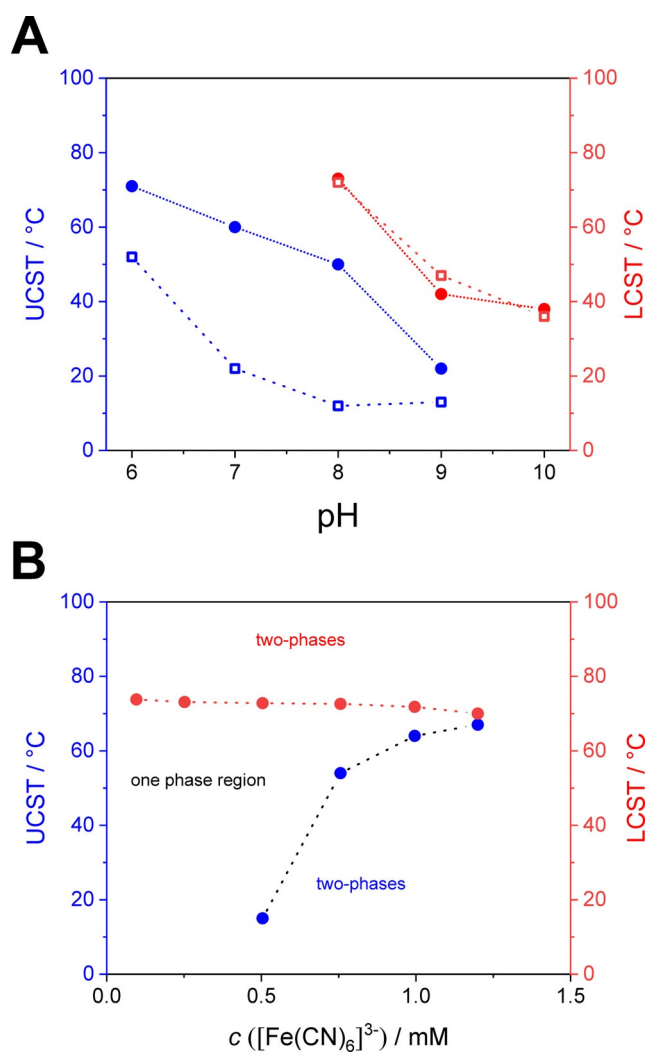 A
100
80
60
40
20
0
UCST / °C
100
80
60
40
20
0
LCST / °C
6 7 8 9 10
pH
B
100
80
60
40
20
0
UCST / °C
two-phases
one phase region
two-phases
100
80
60
40
20
0
LCST / °C
0.0 0.5 1.0 1.5
c ([Fe(CN)₆]³⁻) / mM